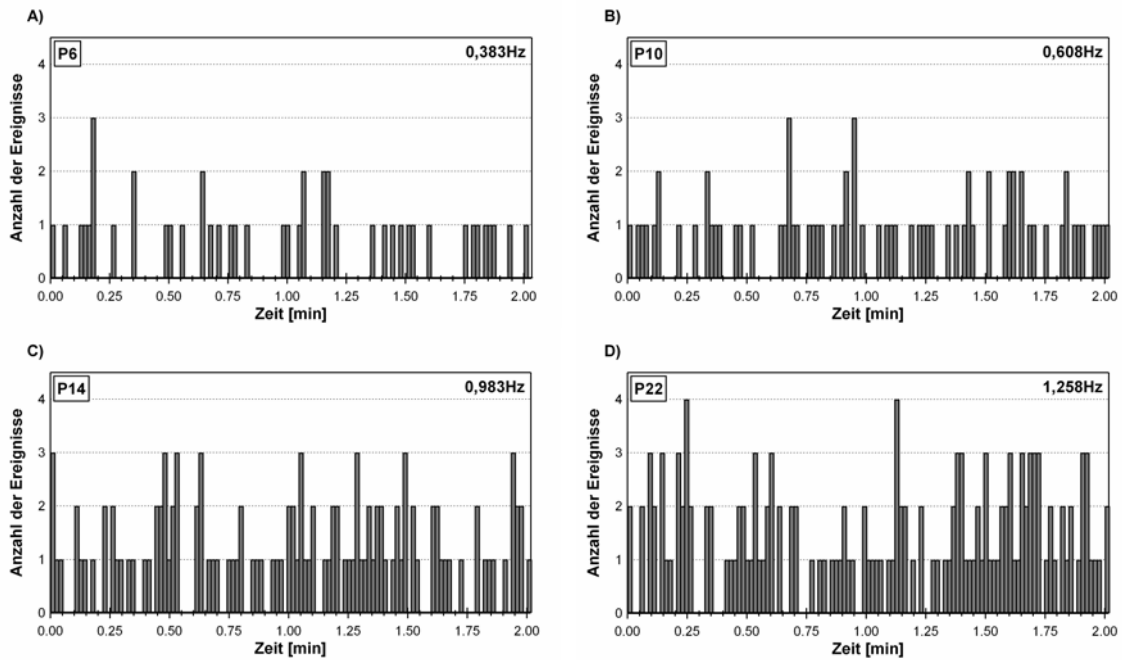 A)
P6
0,383Hz
Anzahl der Ereignisse
4
3
2
1
0
0.00 0.25 0.50 0.75 1.00 1.25 1.50 1.75 2.00
Zeit [min]
B)
P10
0,608Hz
Anzahl der Ereignisse
4
3
2
1
0
0.00 0.25 0.50 0.75 1.00 1.25 1.50 1.75 2.00
Zeit [min]
C)
P14
0,983Hz
Anzahl der Ereignisse
4
3
2
1
0
0.00 0.25 0.50 0.75 1.00 1.25 1.50 1.75 2.00
Zeit [min]
D)
P22
1,258Hz
Anzahl der Ereignisse
4
3
2
1
0
0.00 0.25 0.50 0.75 1.00 1.25 1.50 1.75 2.00
Zeit [min]